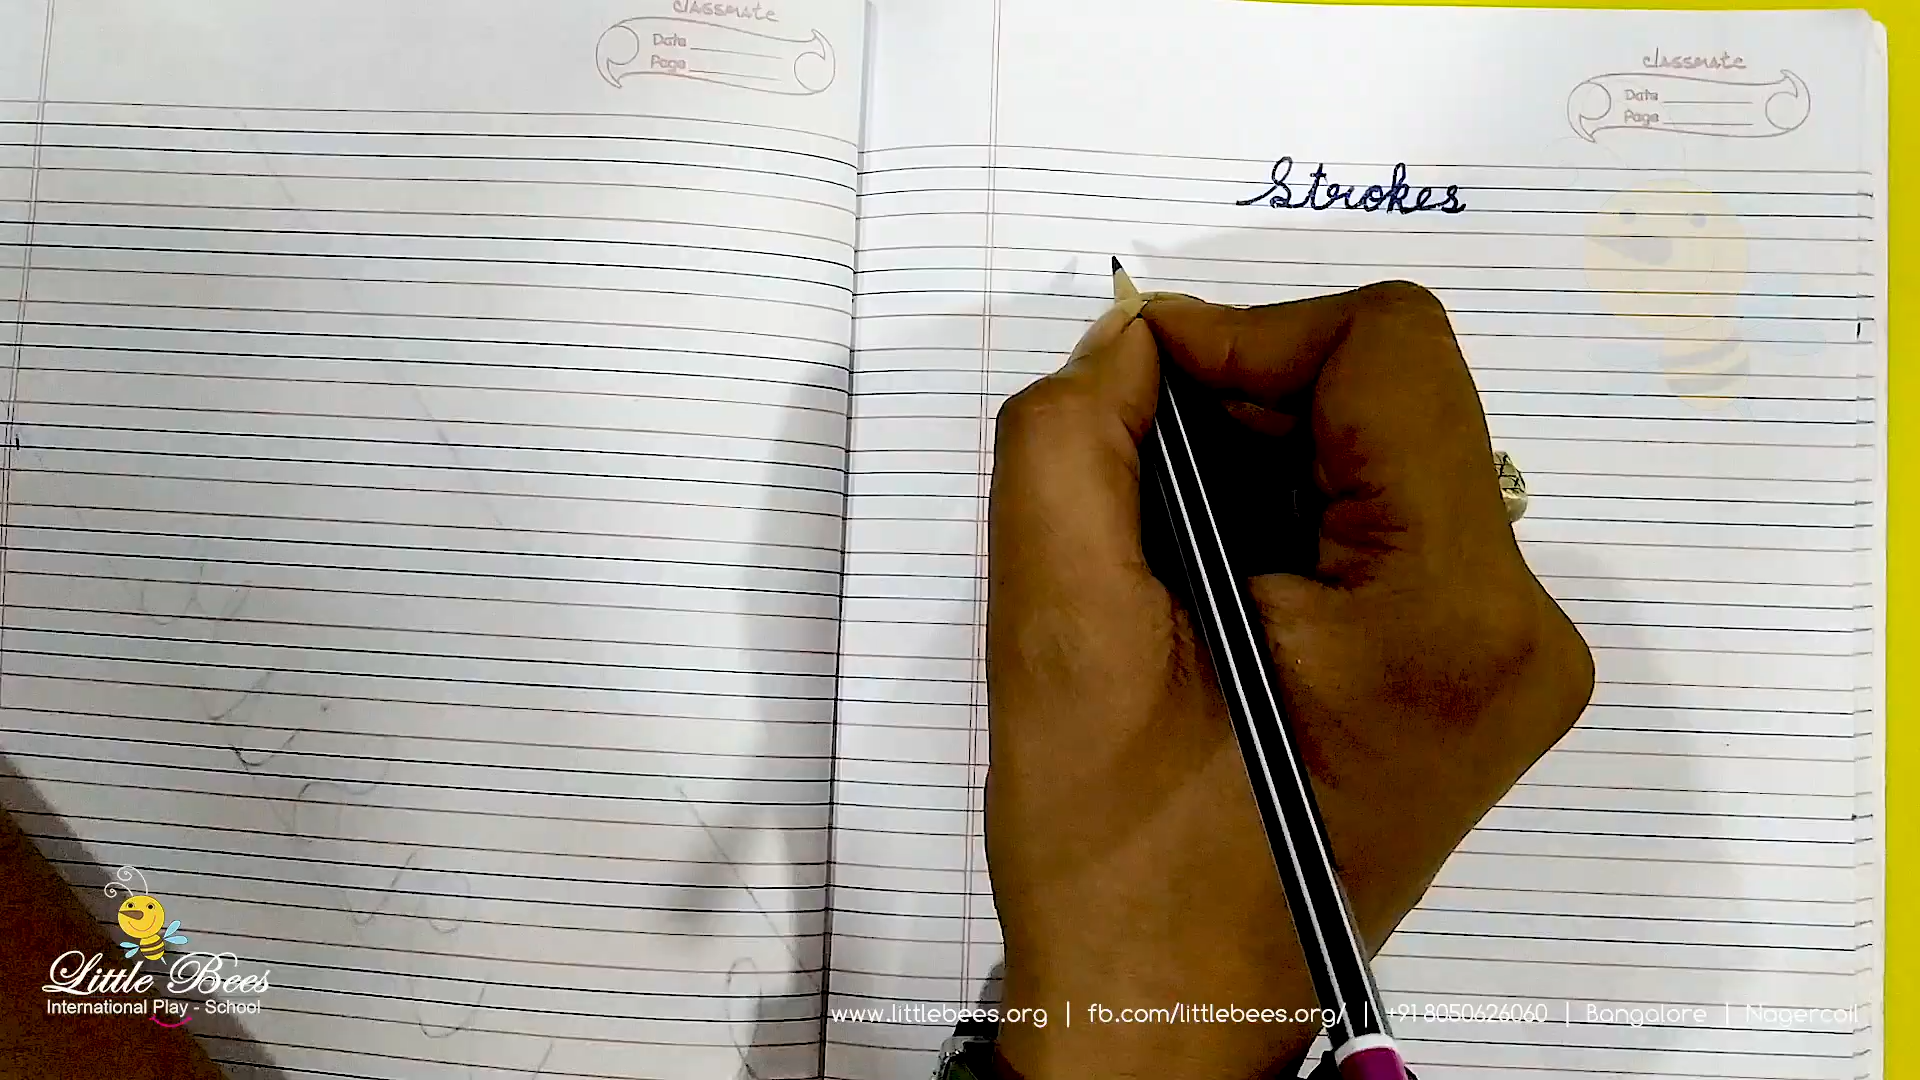 classmate
Date
Page
classmate
Date
Page
Strokes
Little Bees
International Play - School
www.littlebees.org | fb.com/littlebees.org/ | +91 8050626060 | Bangalore | Nagercoil